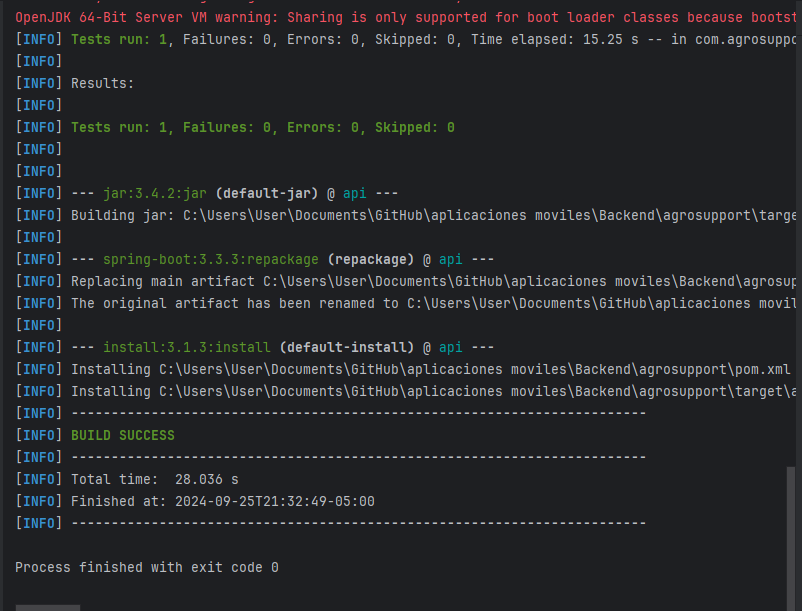 OpenJDK 64-Bit Server VM warning: Sharing is only supported for boot loader classes because bootst
[INFO] Tests run: 1, Failures: 0, Errors: 0, Skipped: 0, Time elapsed: 15.25 s -- in com.agrosuppo
[INFO]
[INFO] Results:
[INFO]
[INFO] Tests run: 1, Failures: 0, Errors: 0, Skipped: 0
[INFO]
[INFO]
[INFO] --- jar:3.4.2:jar (default-jar) @ api ---
[INFO] Building jar: C:\Users\User\Documents\GitHub\aplicaciones moviles\Backend\agrosupport\targe
[INFO]
[INFO] --- spring-boot:3.3.3:repackage (repackage) @ api ---
[INFO] Replacing main artifact C:\Users\User\Documents\GitHub\aplicaciones moviles\Backend\agrosup
[INFO] The original artifact has been renamed to C:\Users\User\Documents\GitHub\aplicaciones movil
[INFO]
[INFO] --- install:3.1.3:install (default-install) @ api ---
[INFO] Installing C:\Users\User\Documents\GitHub\aplicaciones moviles\Backend\agrosupport\pom.xml
[INFO] Installing C:\Users\User\Documents\GitHub\aplicaciones moviles\Backend\agrosupport\target\a
[INFO] ------------------------------------------------------------------------
[INFO] BUILD SUCCESS
[INFO] ------------------------------------------------------------------------
[INFO] Total time:  28.036 s
[INFO] Finished at: 2024-09-25T21:32:49-05:00
[INFO] ------------------------------------------------------------------------
Process finished with exit code 0